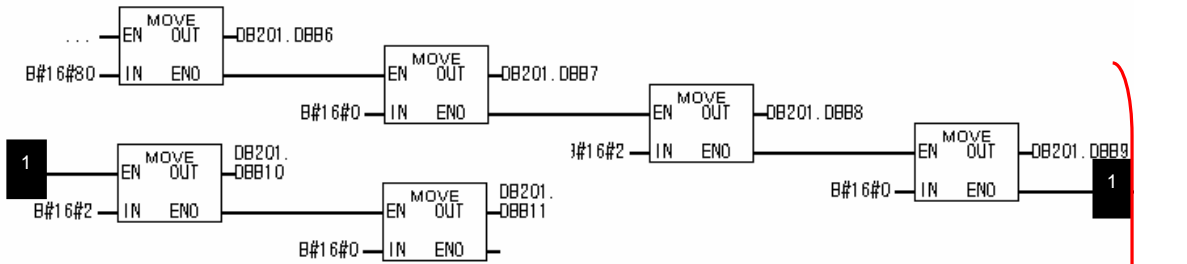 MOVE
... EN OUT DB201.DBB6
B#16#80 IN ENO
MOVE
EN OUT DB201.DBB7
B#16#0 IN ENO
MOVE
EN OUT DB201.DBB8
#16#2 IN ENO
MOVE
EN OUT DB201.DBB9
B#16#0 IN ENO
1
1
MOVE
EN OUT DB201.
DBB10
B#16#2 IN ENO
MOVE
EN OUT DB201.
DBB11
B#16#0 IN ENO